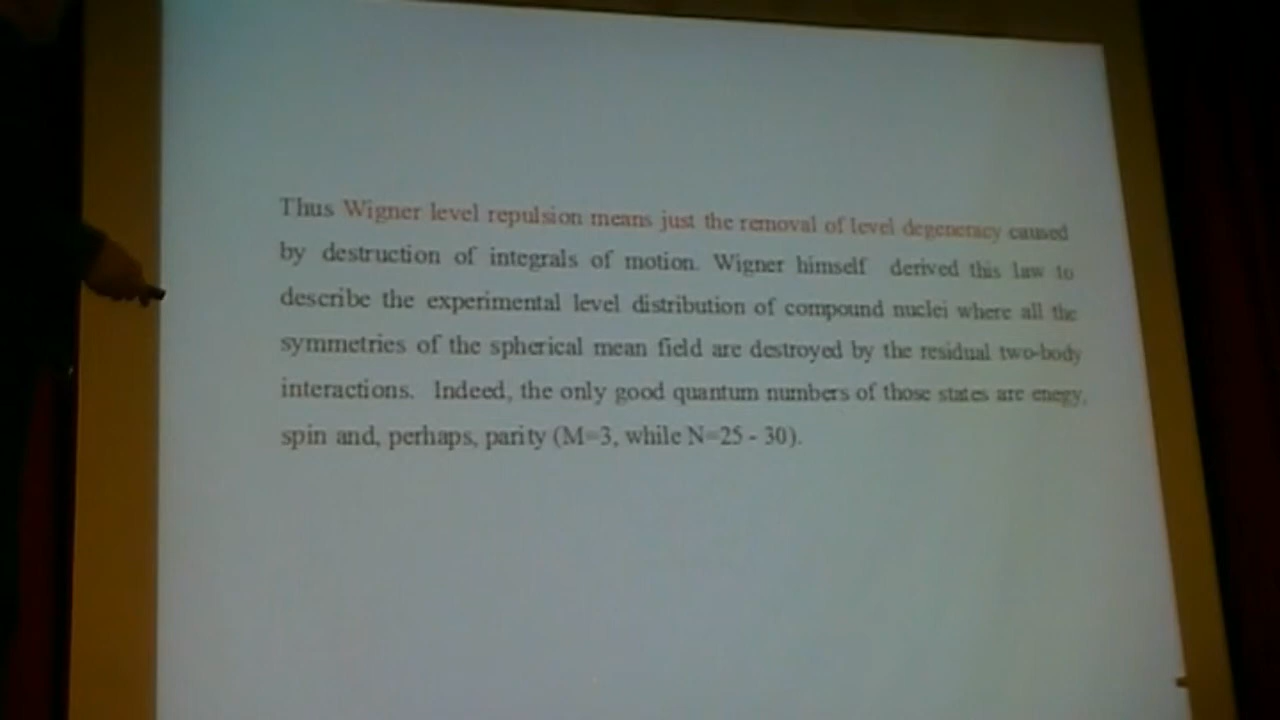 Thus Wigner level repulsion means just the removal of level degeneracy caused
by destruction of integrals of motion. Wigner himself derived this law to
describe the experimental level distribution of compound nuclei where all the
symmetries of the spherical mean field are destroyed by the residual two-body
interactions. Indeed, the only good quantum numbers of those states are enegy,
spin and, perhaps, parity (M=3, while N=25 - 30).